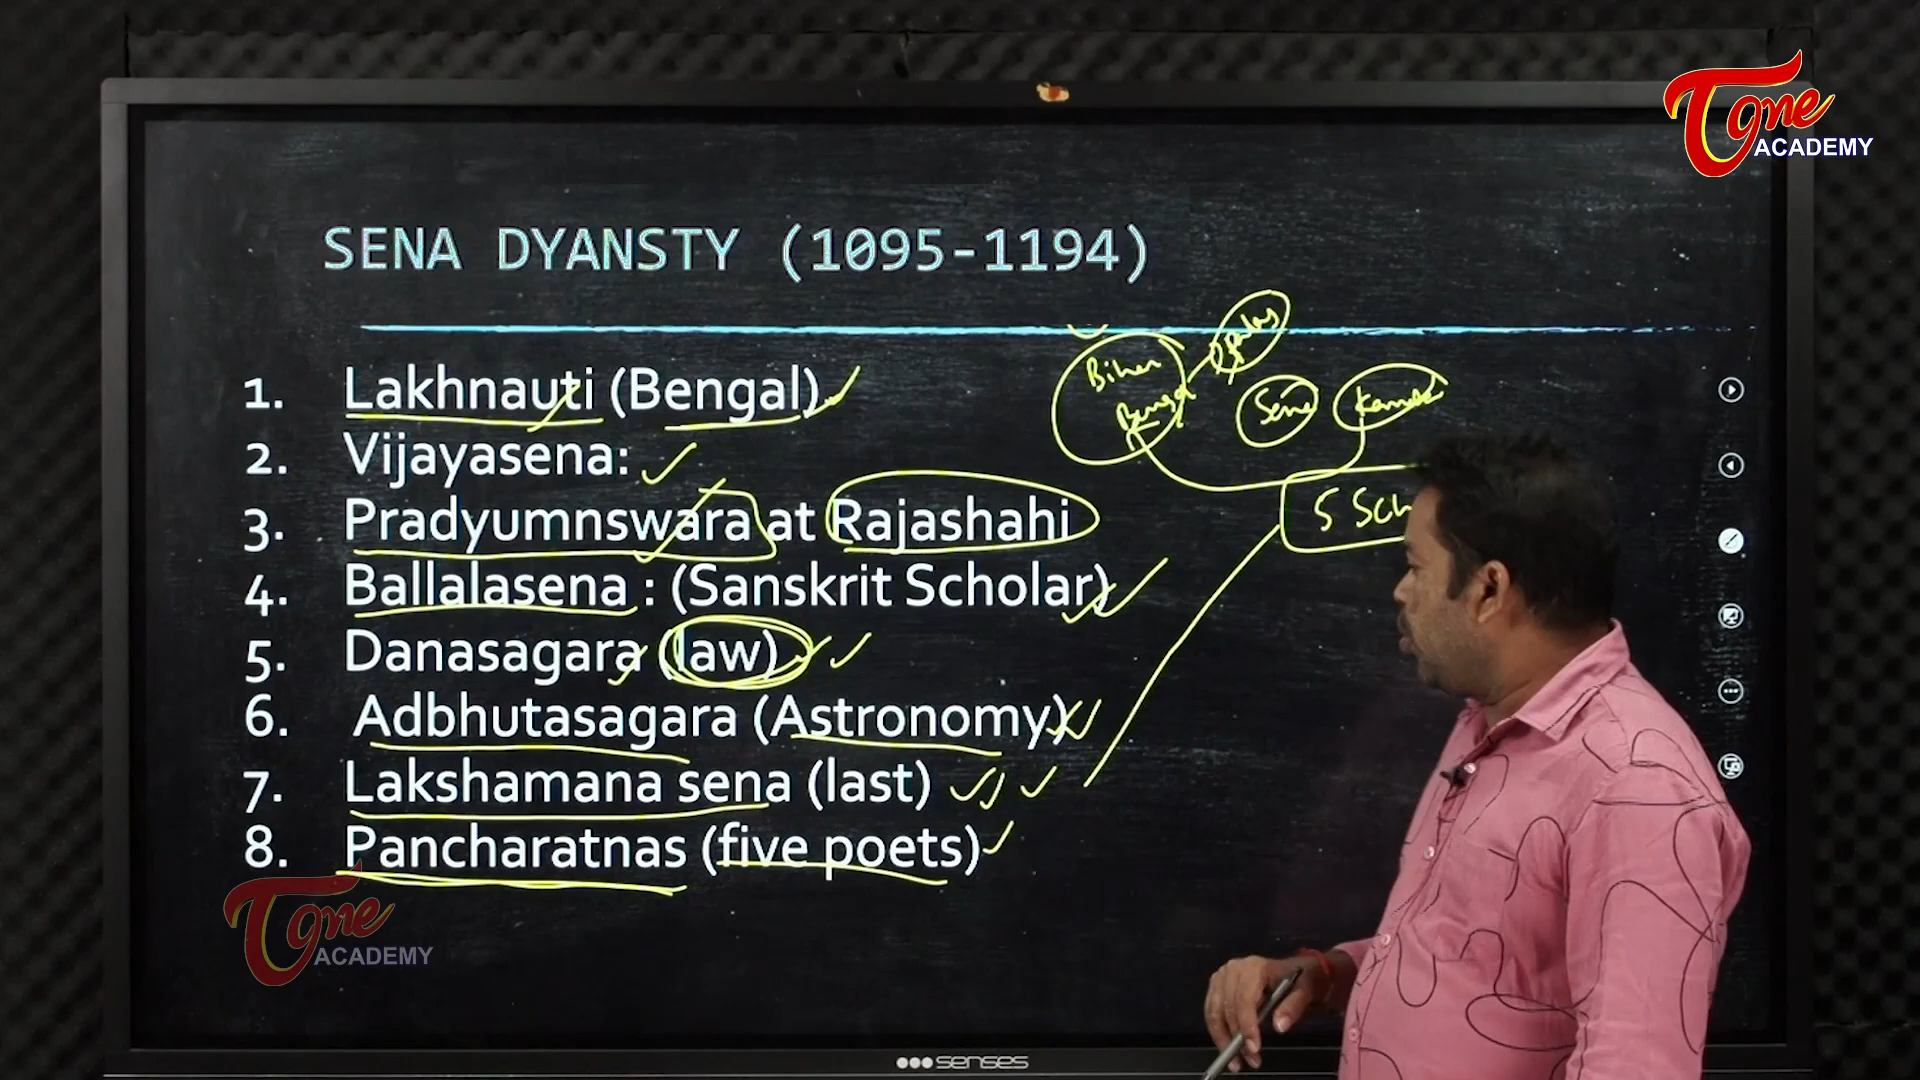 Tone
ACADEMY
SENA DYANSTY (1095-1194)
1. Lakhnauti (Bengal)
2. Vijayasena:
3. Pradyumnswara at Rajashahi
4. Ballalasena : (Sanskrit Scholar)
5. Danasagara (law)
6. Adbhutasagara (Astronomy)
7. Lakshamana sena (last)
8. Pancharatnas (five poets)
Bihar
Sena
5 Sch
Tone
ACADEMY
senses